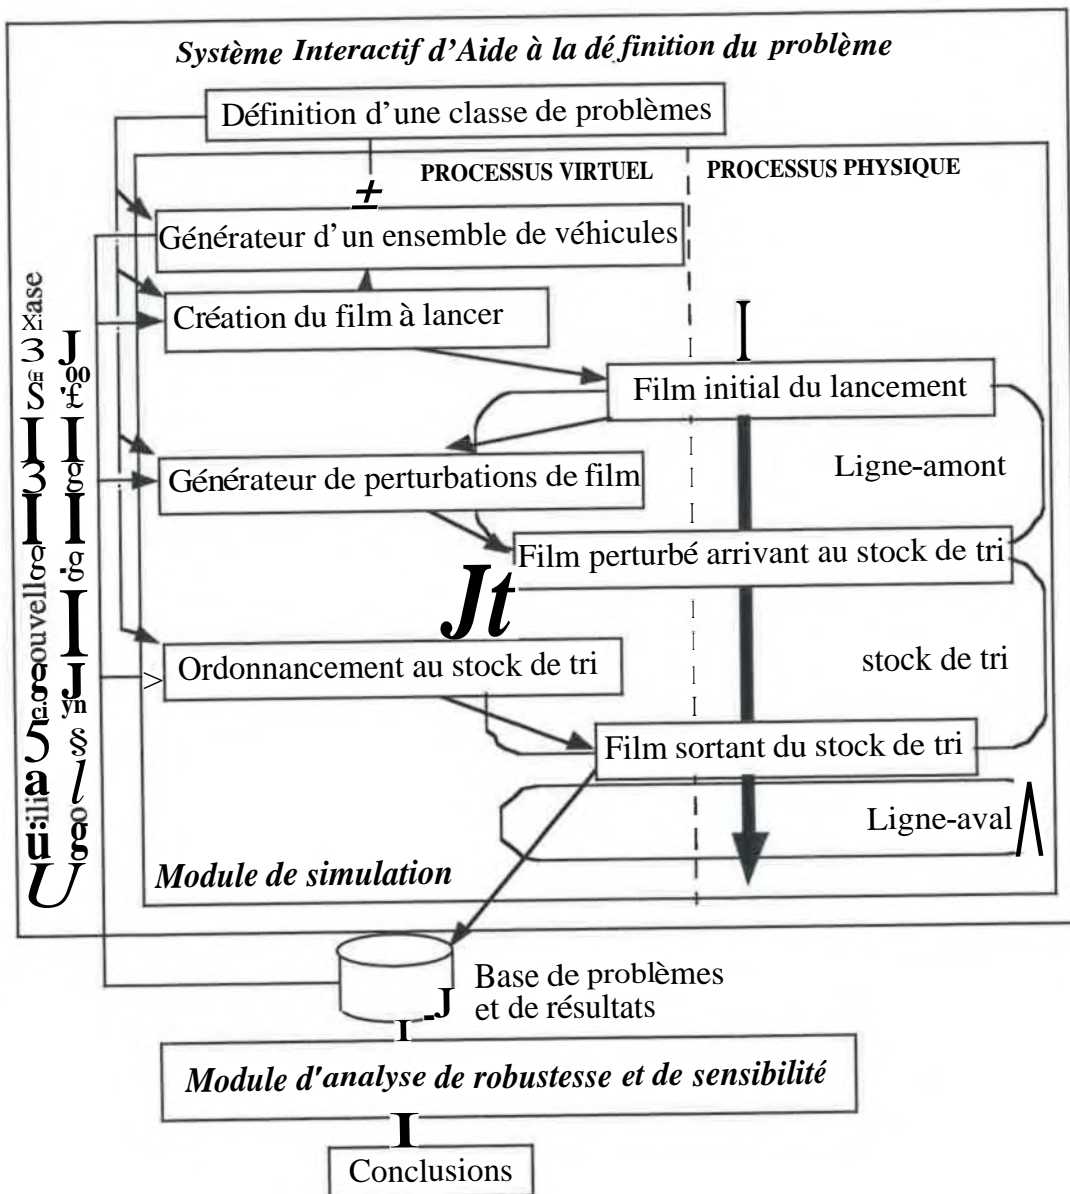 Système Interactif d'Aide à la définition du problème
Définition d'une classe de problèmes
PROCESSUS VIRTUEL
PROCESSUS PHYSIQUE
Générateur d'un ensemble de véhicules
Création du film à lancer
Film initial du lancement
Ligne-amont
Générateur de perturbations de film
Film perturbé arrivant au stock de tri
Ordonnancement au stock de tri
stock de tri
Film sortant du stock de tri
Ligne-aval
Module de simulation
Base de problèmes
et de résultats
Module d'analyse de robustesse et de sensibilité
Conclusions